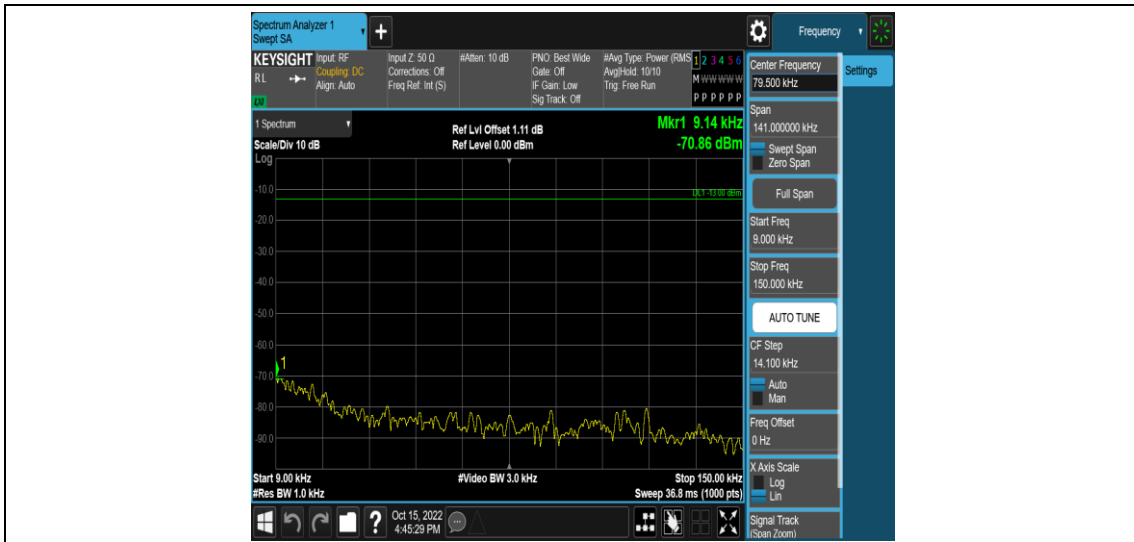 Spectrum Analyzer 1
Swept SA
+
Frequency
KEYSIGHT
RL
LXI
Input: RF
Coupling: DC
Align: Auto
Input Z: 50 Ω
Corrections: Off
Freq Ref: Int (S)
#Atten: 10 dB
PNO: Best Wide
Gate: Off
IF Gain: Low
Sig Track: Off
#Avg Type: Power (RMS
Avg|Hold: 10/10
Trig: Free Run
1 2 3 4 5 6
M W W W W W
P P P P P P
1 Spectrum
Scale/Div 10 dB
Log
Ref Lvl Offset 1.11 dB
Ref Level 0.00 dBm
Mkr1 9.14 kHz
-70.86 dBm
DL1 -13.00 dBm
-10.0
-20.0
-30.0
-40.0
-50.0
-60.0
-70.0
-80.0
-90.0
1
Start 9.00 kHz
#Res BW 1.0 kHz
#Video BW 3.0 kHz
Stop 150.00 kHz
Sweep 36.8 ms (1000 pts)
Oct 15, 2022
4:45:29 PM
?
Center Frequency
79.500 kHz
Settings
Span
141.000000 kHz
Swept Span
Zero Span
Full Span
Start Freq
9.000 kHz
Stop Freq
150.000 kHz
AUTO TUNE
CF Step
14.100 kHz
Auto
Man
Freq Offset
0 Hz
X Axis Scale
Log
Lin
Signal Track
(Span Zoom)